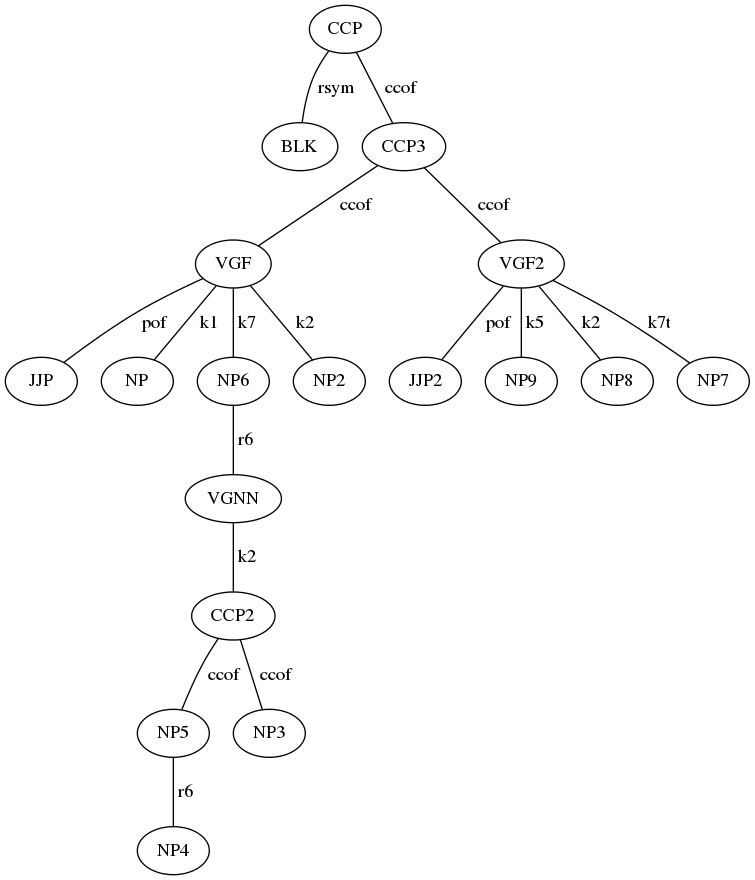 CCP
rsym ccof
BLK CCP3
ccof ccof
VGF VGF2
pof k1 k7 k2 pof k5 k2 k7t
JJP NP NP6 NP2 JJP2 NP9 NP8 NP7
r6
VGNN
k2
CCP2
ccof ccof
NP5 NP3
r6
NP4